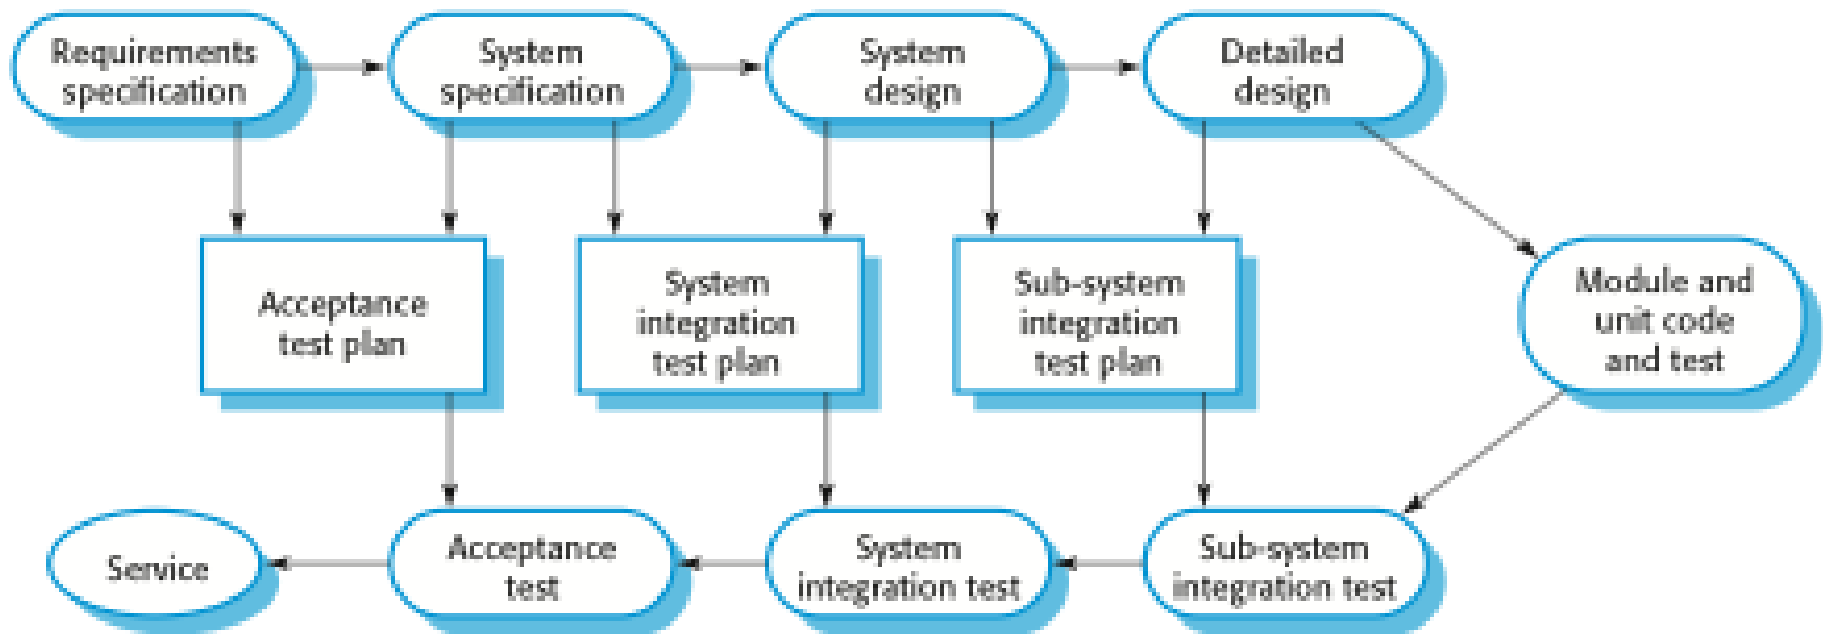 Requirements
specification
System
specification
System
design
Detailed
design
Acceptance
test plan
System
integration
test plan
Sub-system
integration
test plan
Module and
unit code
and test
Service
Acceptance
test
System
integration test
Sub-system
integration test